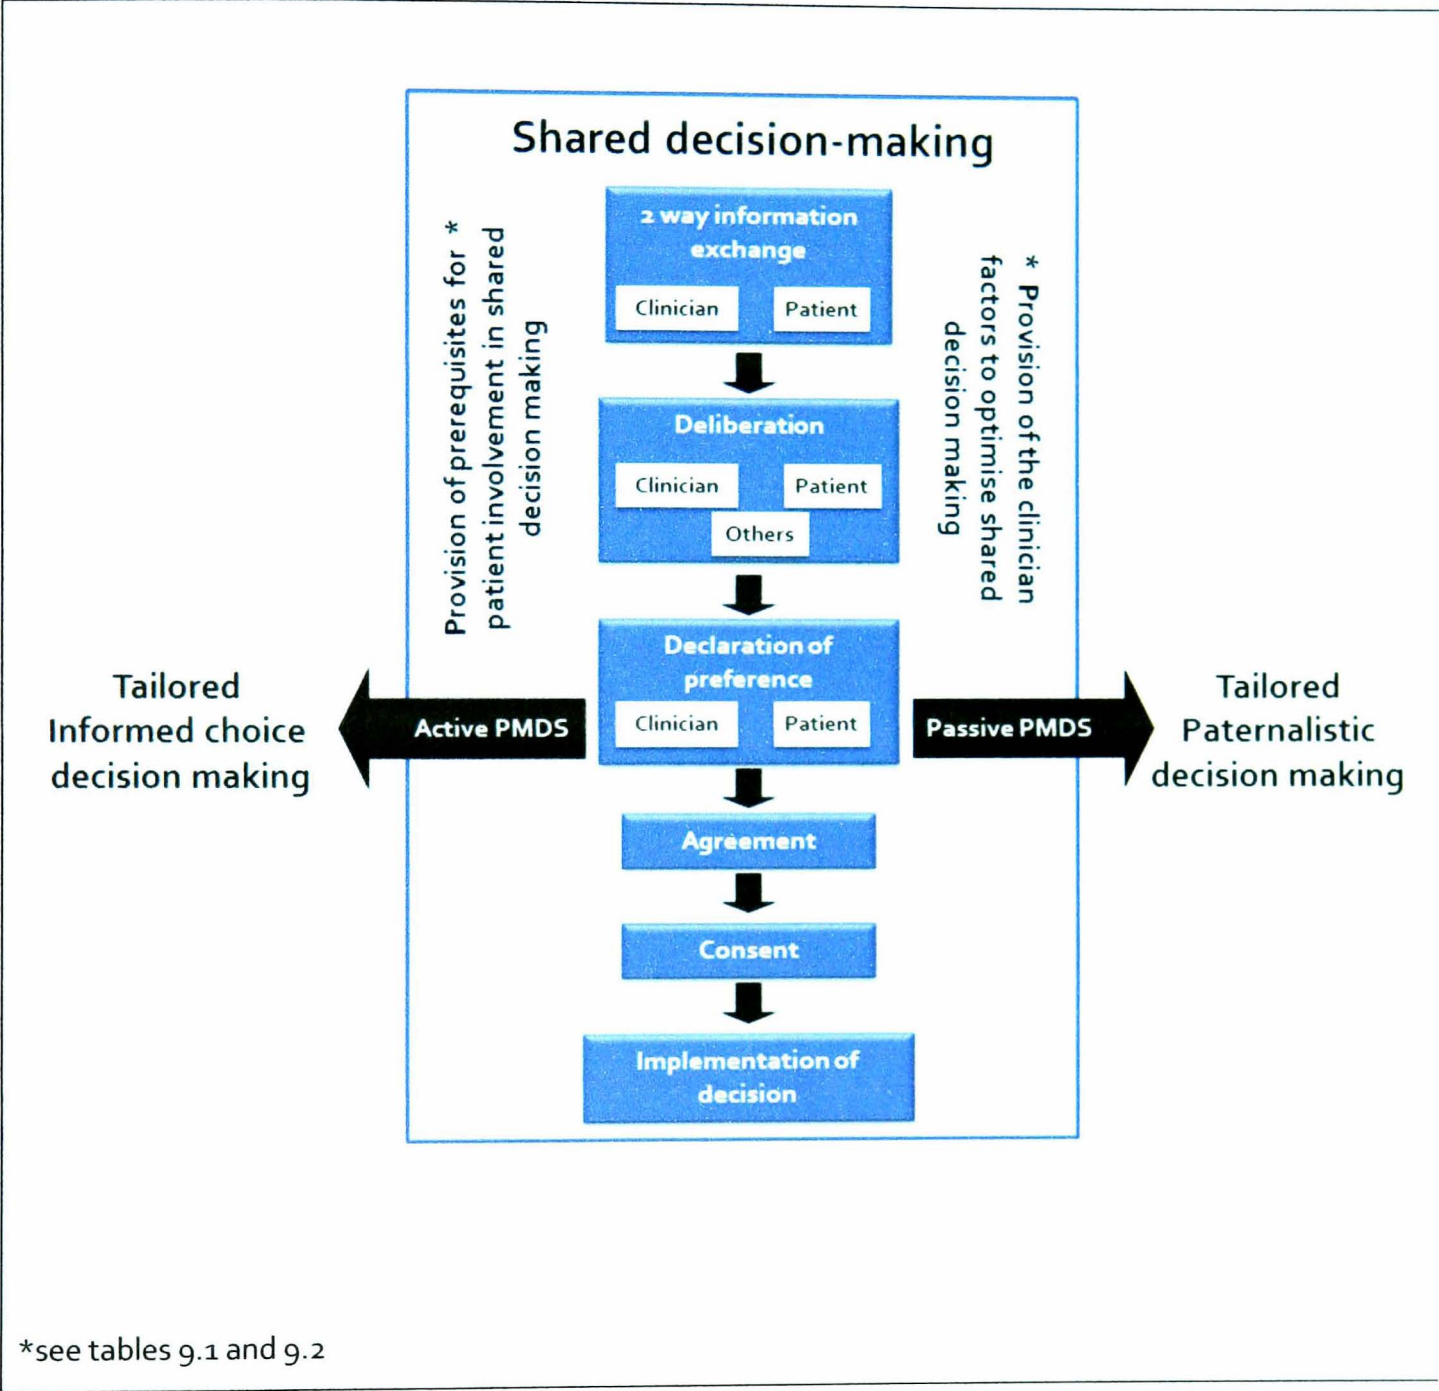 Shared decision-making
Provision of prerequisites for *
patient involvement in shared
decision making
* Provision of the clinician
factors to optimise shared
decision making
2 way information
exchange
Clinician
Patient
Deliberation
Clinician
Patient
Others
Declaration of
preference
Clinician
Patient
Tailored
Informed choice
decision making
Active PMDS
Passive PMDS
Tailored
Paternalistic
decision making
Agreement
Consent
Implementation of
decision
*see tables 9.1 and 9.2